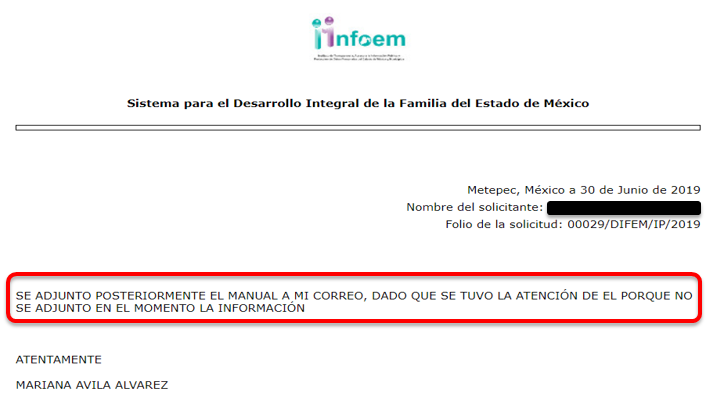 infoem
Sistema para el Desarrollo Integral de la Familia del Estado de México
Metepec, México a 30 de Junio de 2019
Nombre del solicitante:
Folio de la solicitud: 00029/DIFEM/IP/2019
SE ADJUNTO POSTERIORMENTE EL MANUAL A MI CORREO, DADO QUE SE TUVO LA ATENCIÓN DE EL PORQUE NO
SE ADJUNTO EN EL MOMENTO LA INFORMACIÓN
ATENTAMENTE
MARIANA AVILA ALVAREZ